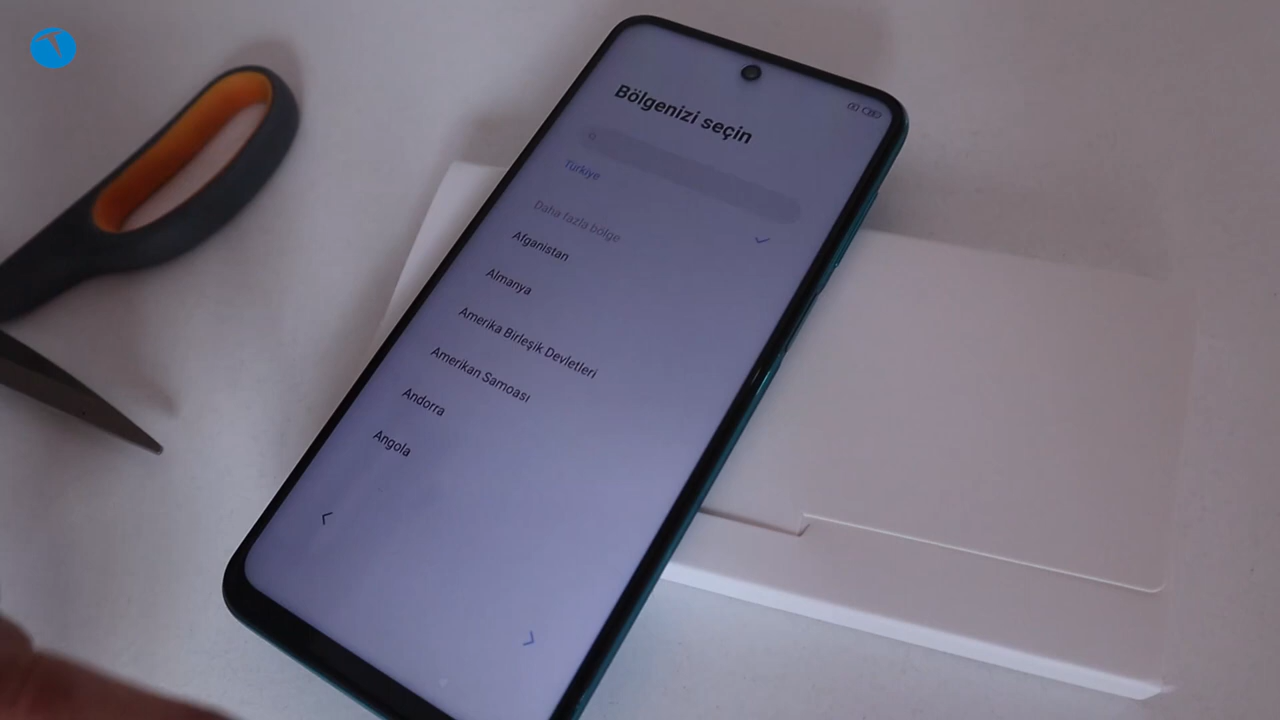 Bölgenizi seçin
Türkiye
Daha fazla bölge
Afganistan
Almanya
Amerika Birleşik Devletleri
Amerikan Samoası
Andorra
Angola